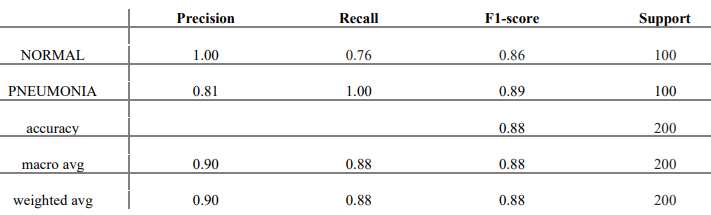 Precision Recall F1-score Support
NORMAL 1.00 0.76 0.86 100
PNEUMONIA 0.81 1.00 0.89 100
accuracy 0.88 200
macro avg 0.90 0.88 0.88 200
weighted avg 0.90 0.88 0.88 200